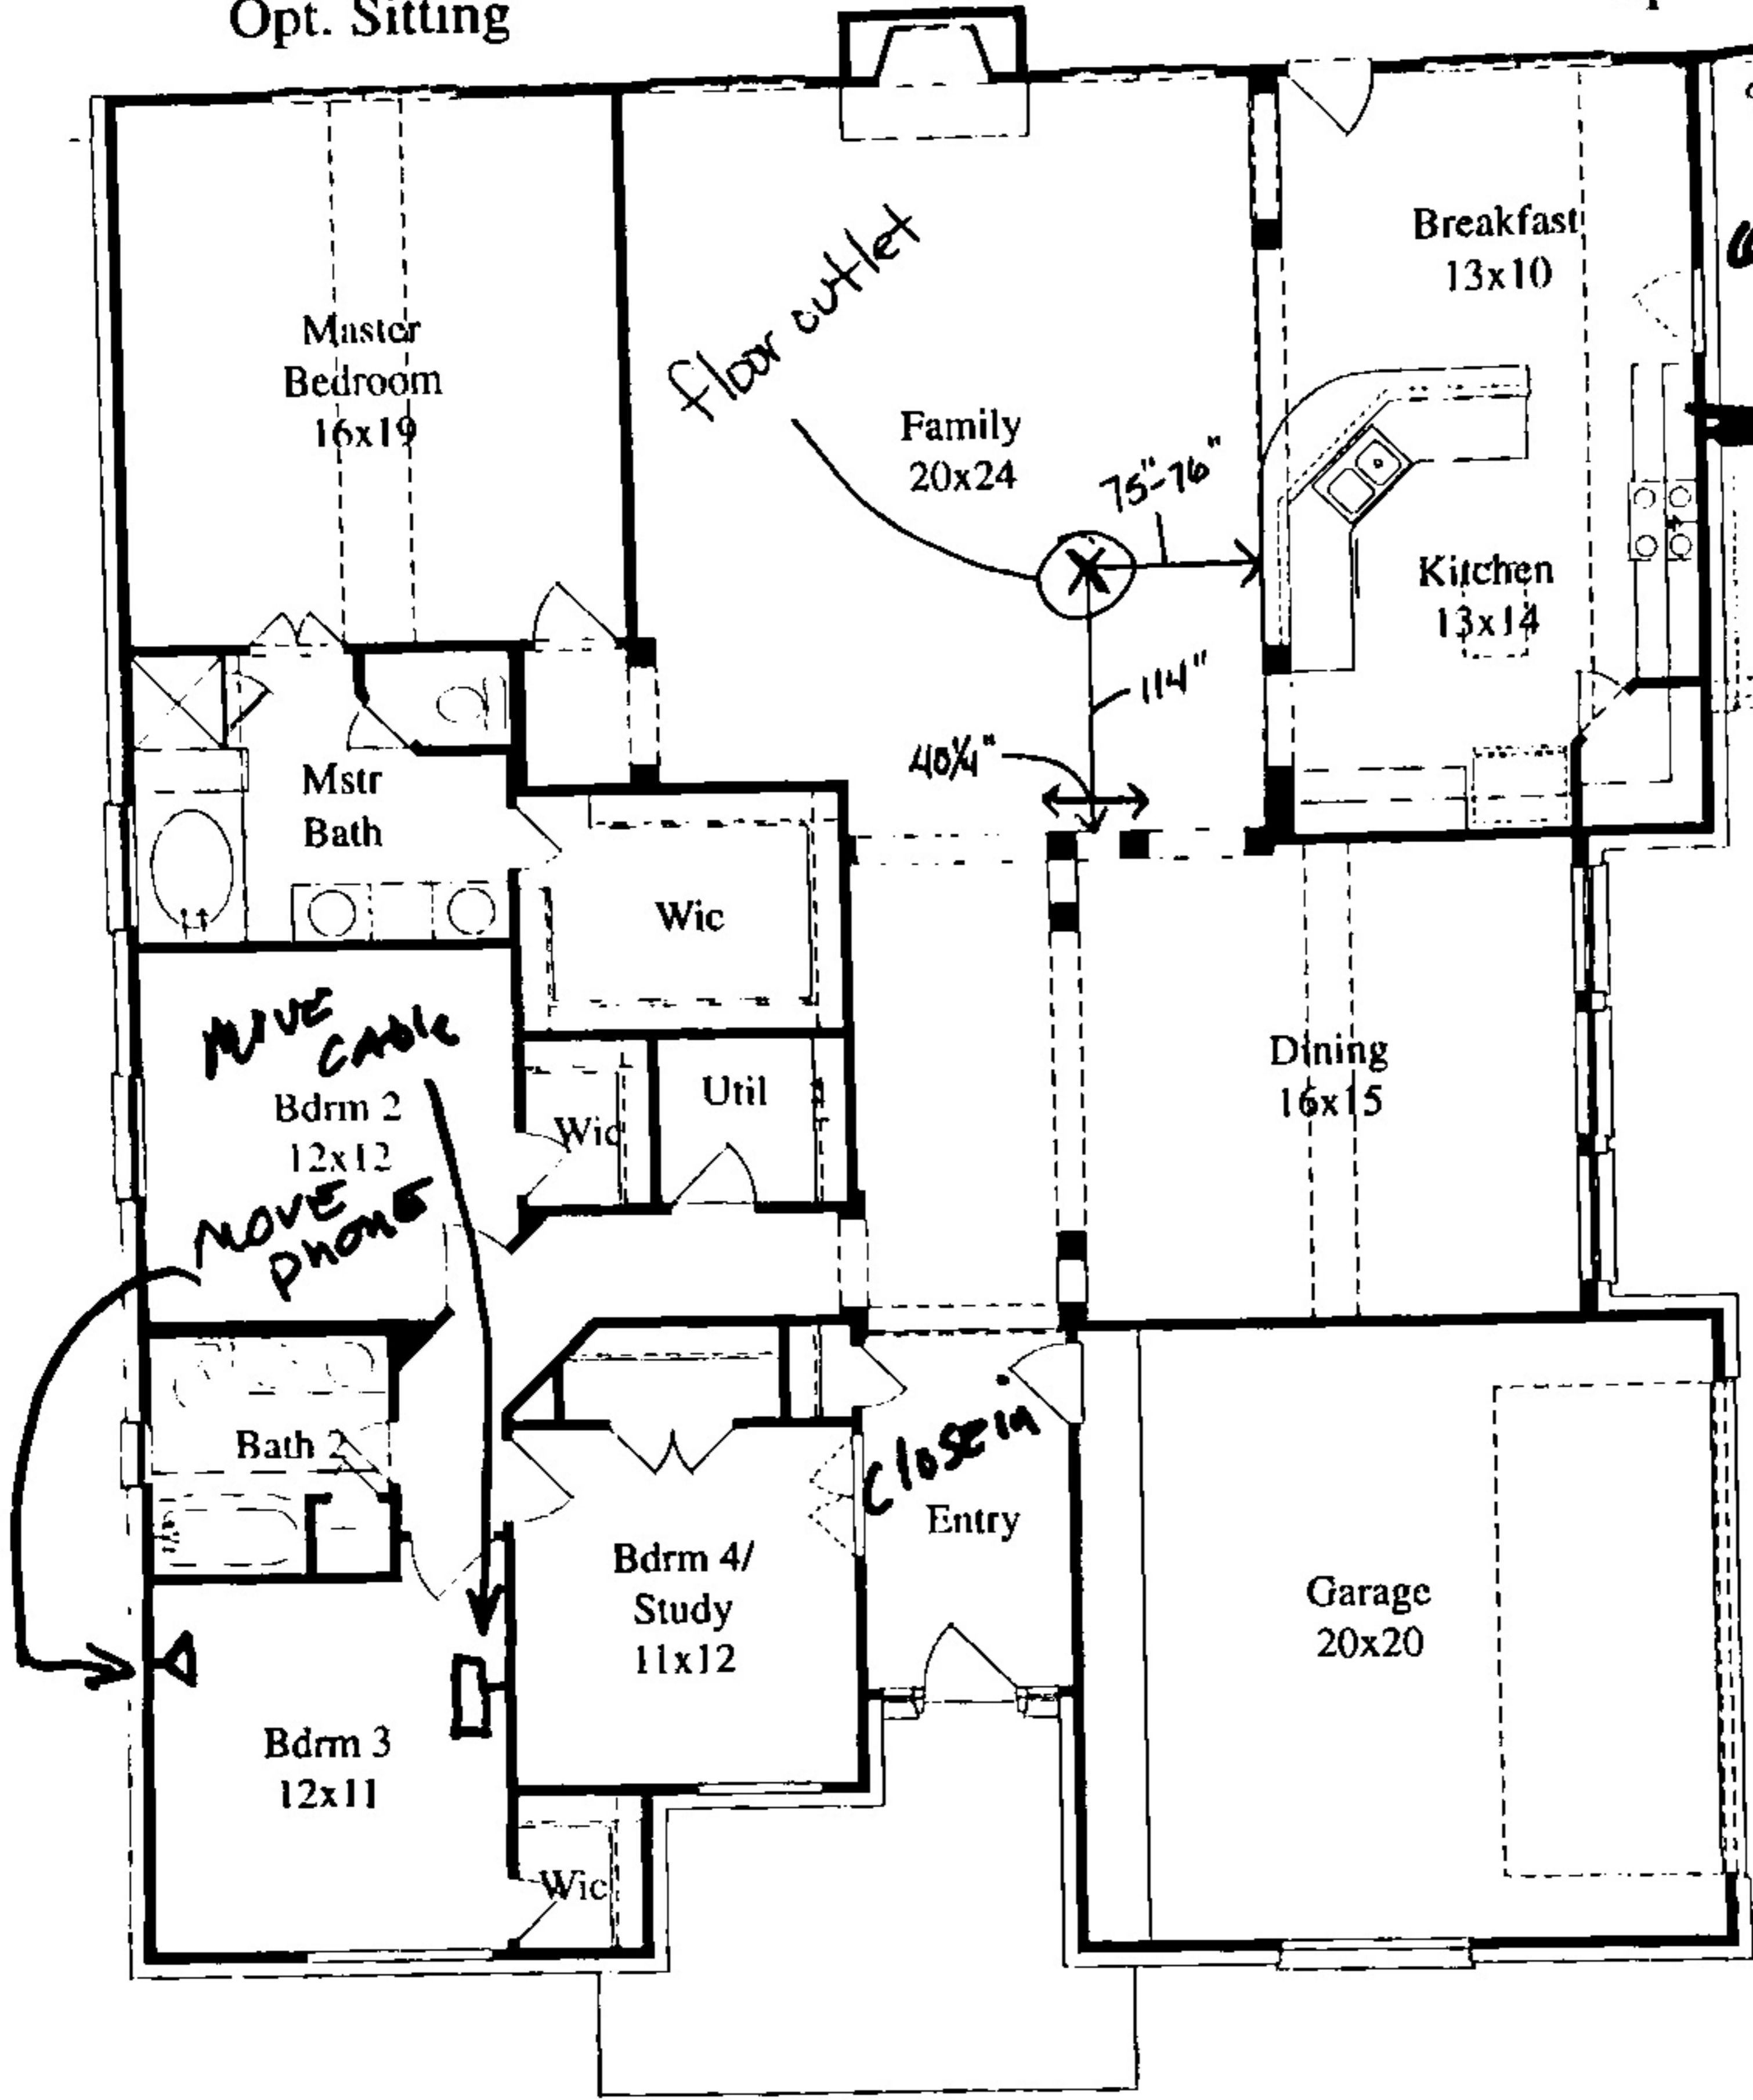 Opt. Sitting
Master
Bedroom
16x19
floor outlet
Family
20x24
75"-76"
Breakfast
13x10
Kitchen
13x14
114"
40¼"
Mstr
Bath
Wic
MOVE
CABLE
Bdrm 2
12x12
MOVE
PHONE
Wic
Util
Dining
16x15
Bath 2
Close in
Entry
Bdrm 4/
Study
11x12
Garage
20x20
Bdrm 3
12x11
Wic